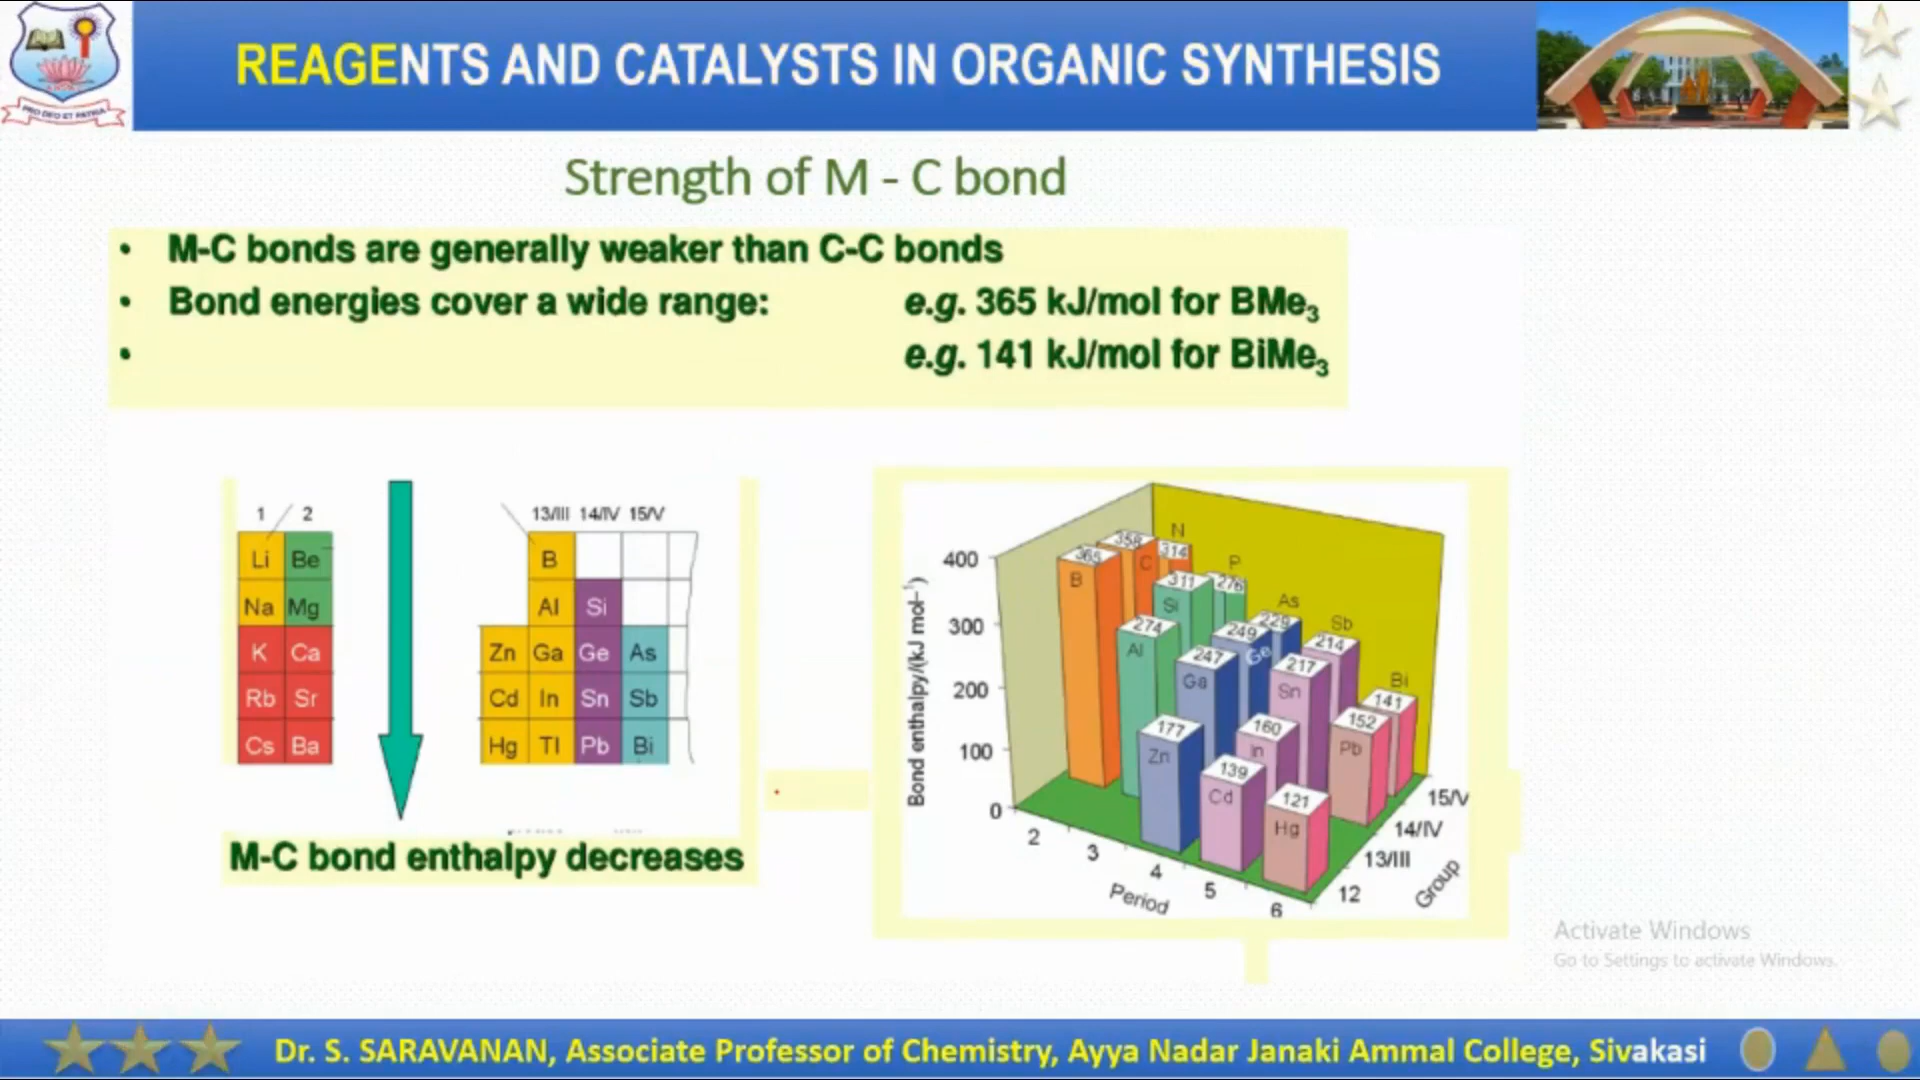 REAGENTS AND CATALYSTS IN ORGANIC SYNTHESIS
PRO DEO ET PATRIA
Strength of M - C bond
• M-C bonds are generally weaker than C-C bonds
• Bond energies cover a wide range: e.g. 365 kJ/mol for BMe3
• e.g. 141 kJ/mol for BiMe3
1 2
Li Be
Na Mg
K Ca
Rb Sr
Cs Ba
13/III 14/IV 15/V
B
Al Si
Zn Ga Ge As
Cd In Sn Sb
Hg Tl Pb Bi
M-C bond enthalpy decreases
Bond enthalpy/(kJ mol-1)
400
300
200
100
0
365 B
358 C
314 N
274 Al
311 Si
276 P
177 Zn
247 Ga
249 Ge
229 As
139 Cd
160 In
217 Sn
214 Sb
121 Hg
152 Pb
141 Bi
2 3 4 5 6
Period
12 13/III 14/IV 15/V
Group
Activate Windows
Go to Settings to activate Windows.
Dr. S. SARAVANAN, Associate Professor of Chemistry, Ayya Nadar Janaki Ammal College, Sivakasi